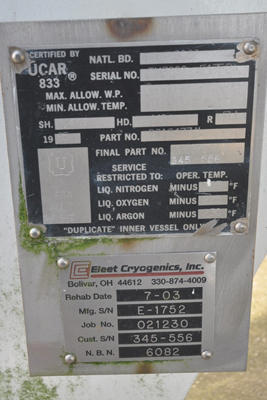 CERTIFIED BY
UCAR®
833
NATL. BD.
SERIAL NO.
MAX. ALLOW. W.P.
MIN. ALLOW. TEMP.
SH. HD. R
19 PART NO.
FINAL PART NO.
345-556
SERVICE
RESTRICTED TO: OPER. TEMP.
LIQ. NITROGEN MINUS °F
LIQ. OXYGEN MINUS °F
LIQ. ARGON MINUS °F
"DUPLICATE" INNER VESSEL ONLY
Eleet Cryogenics, Inc.
Bolivar, OH 44612 330-874-4009
Rehab Date 7-03
Mfg. S/N E-1752
Job No. 021230
Cust. S/N 345-556
N. B. N. 6082